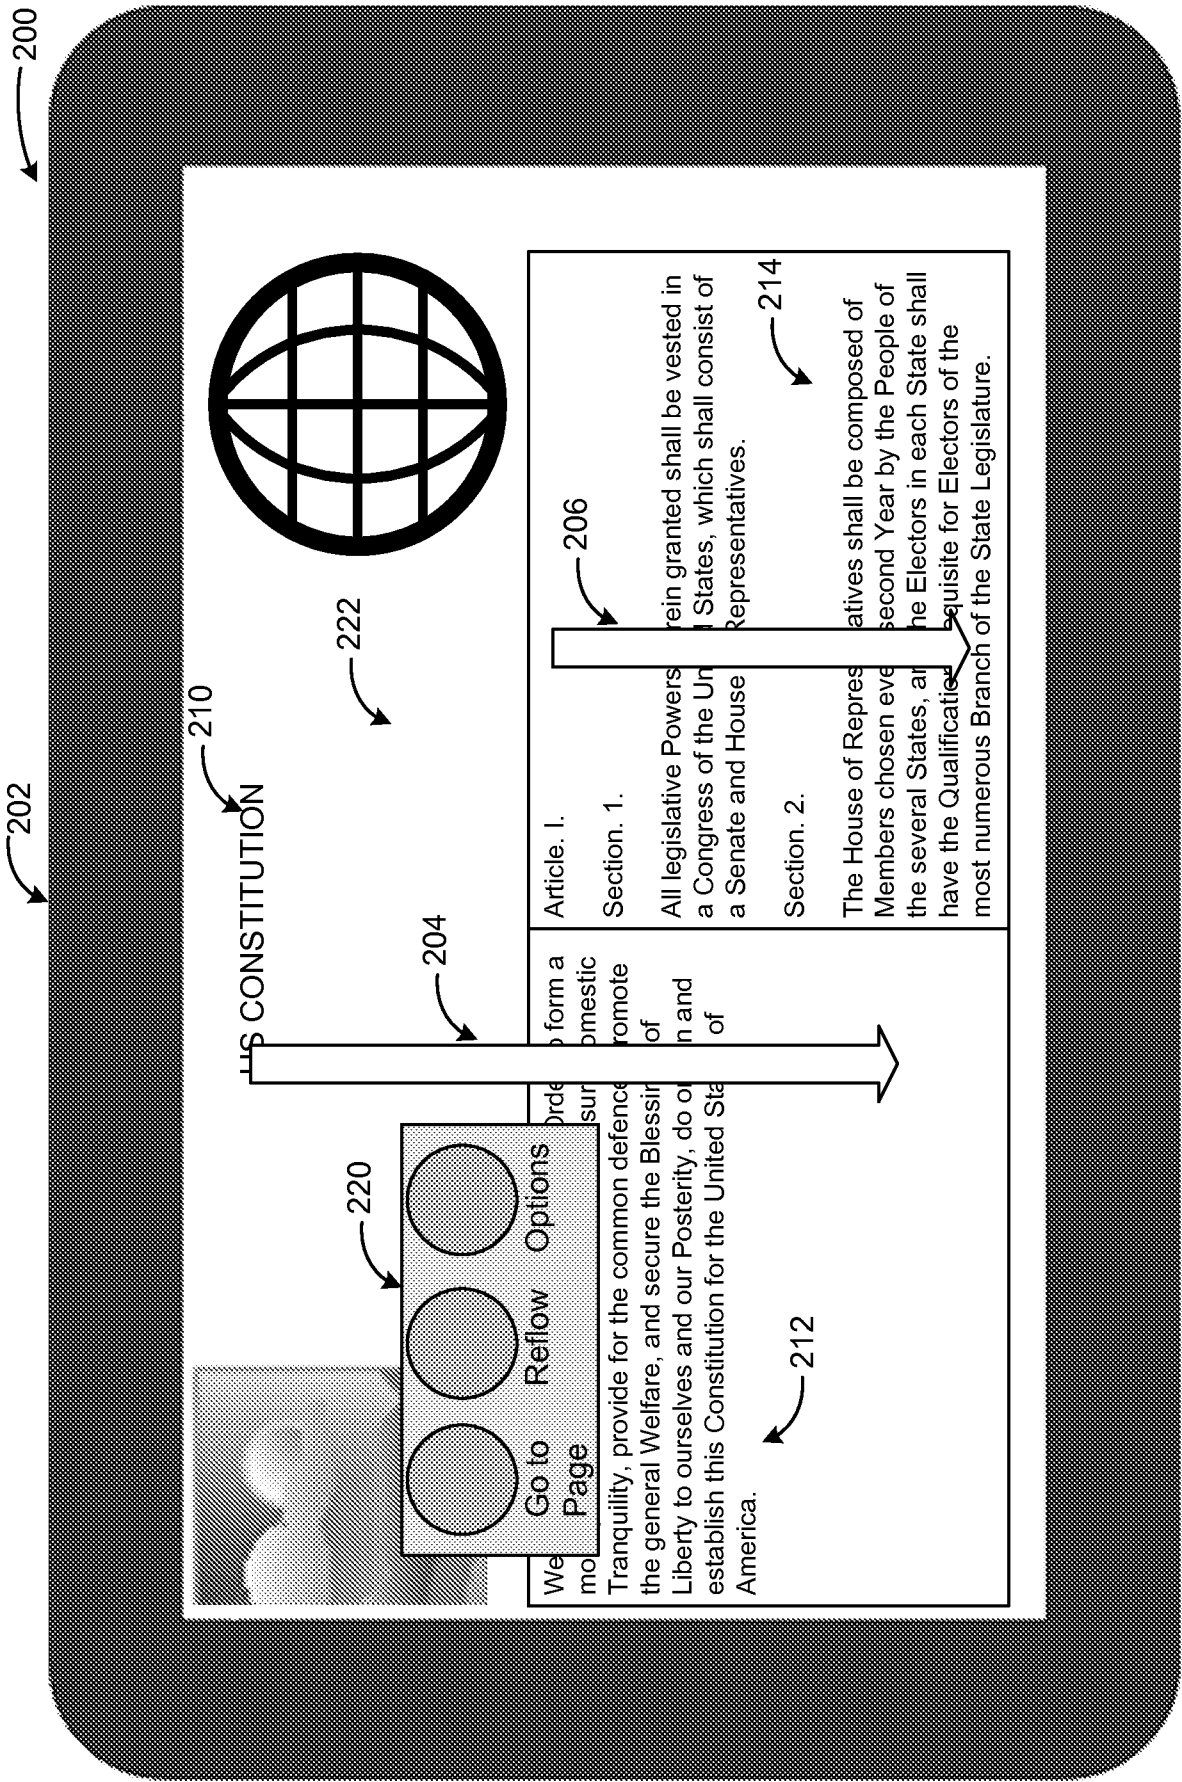 200
202
210
US CONSTITUTION
222
204
220
Go to Page
Reflow
Options
We Orde o form a
mo sur omestic
Tranquility, provide for the common defence romote
the general Welfare, and secure the Blessin of
Liberty to ourselves and our Posterity, do o n and
establish this Constitution for the United Sta of
America.
212
Article. I.
Section. 1.
206
All legislative Powers rein granted shall be vested in
a Congress of the Un States, which shall consist of
a Senate and House Representatives.
Section. 2.
214
The House of Repres atives shall be composed of
Members chosen eve second Year by the People of
the several States, an he Electors in each State shall
have the Qualificatio quisite for Electors of the
most numerous Branch of the State Legislature.